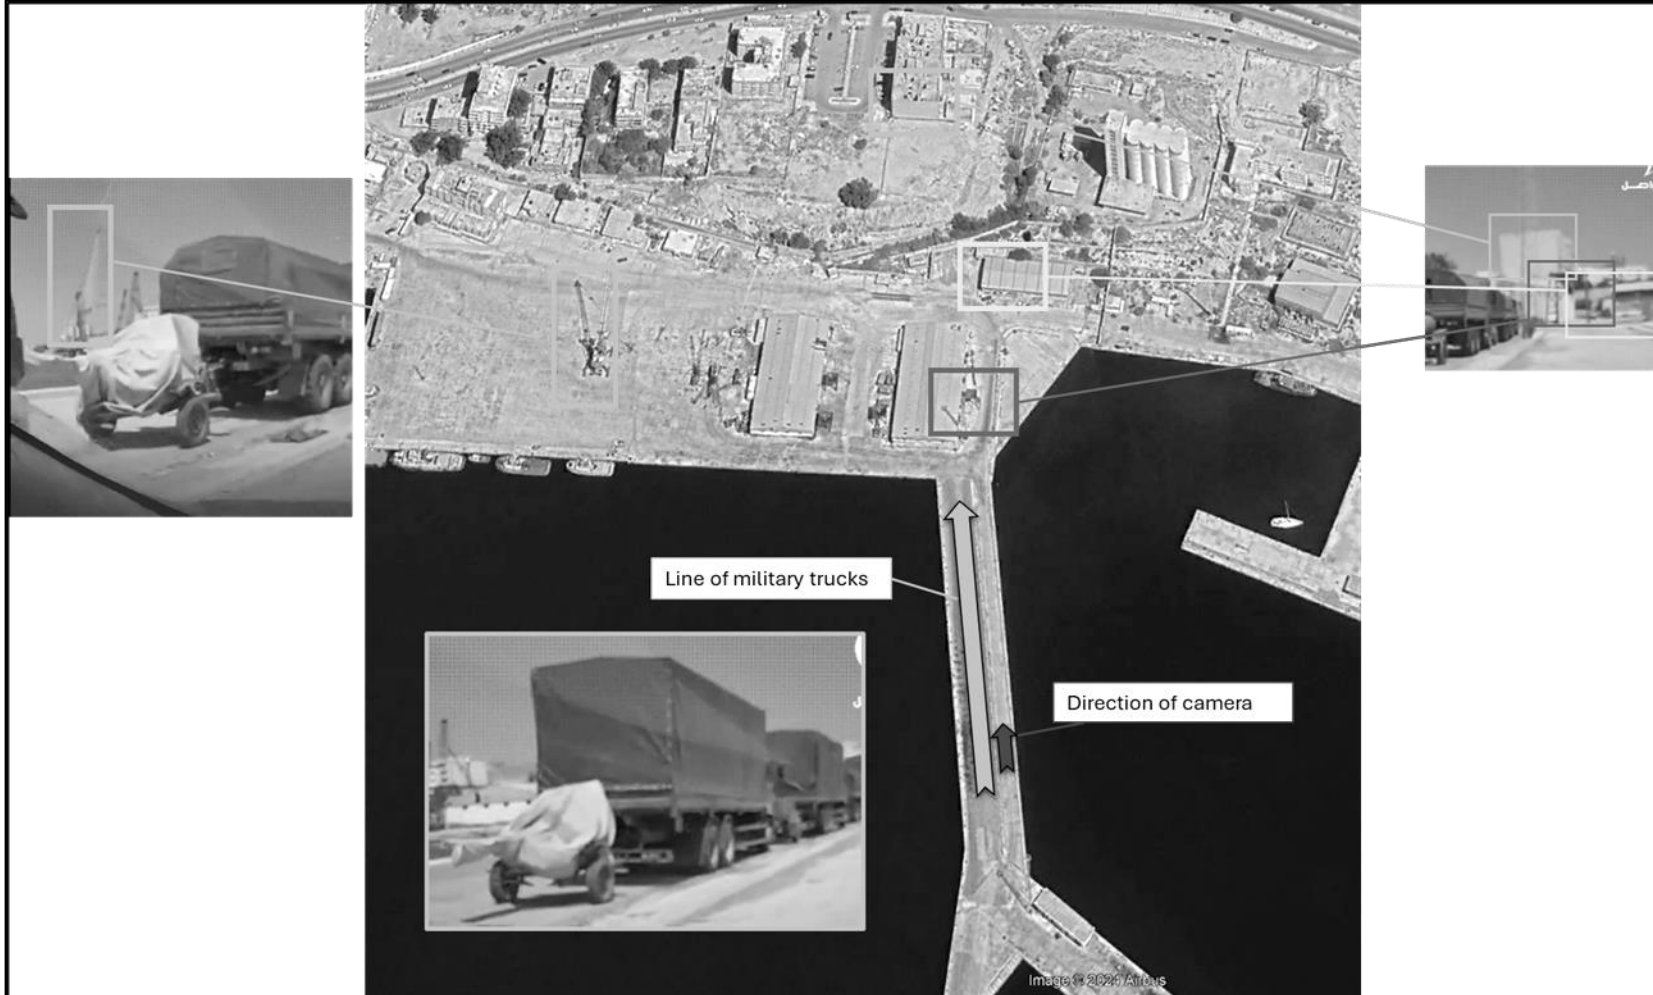 Line of military trucks
Direction of camera
Image © 2024 Airbus